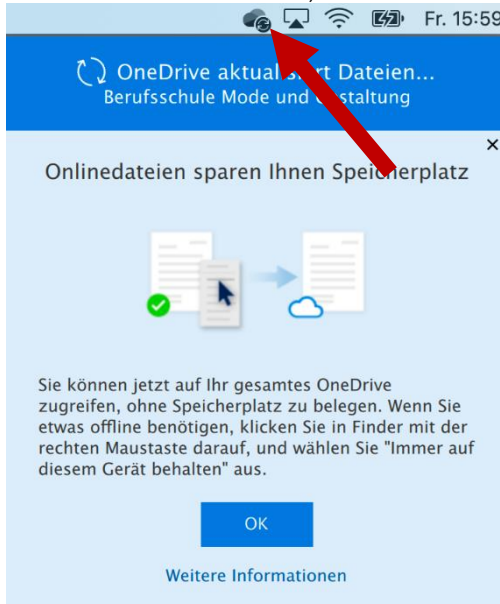 Fr. 15:59
OneDrive aktualisiert Dateien...
Berufsschule Mode und Gestaltung
×
Onlinedateien sparen Ihnen Speicherplatz
Sie können jetzt auf Ihr gesamtes OneDrive
zugreifen, ohne Speicherplatz zu belegen. Wenn Sie
etwas offline benötigen, klicken Sie in Finder mit der
rechten Maustaste darauf, und wählen Sie "Immer auf
diesem Gerät behalten" aus.
OK
Weitere Informationen